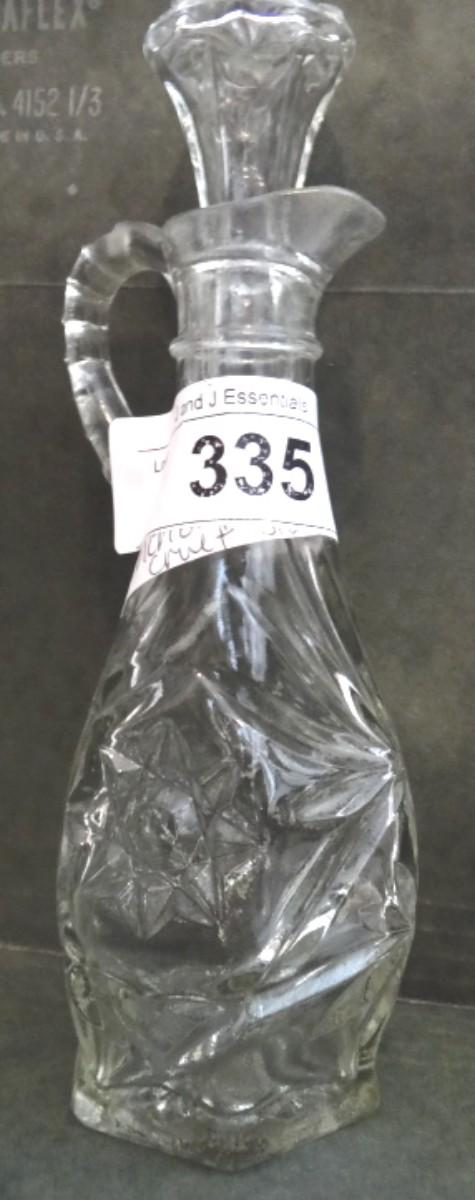 AFLEX®
ERS
4152 1/3
U.S.A.
and J Essentials
335
Cruet